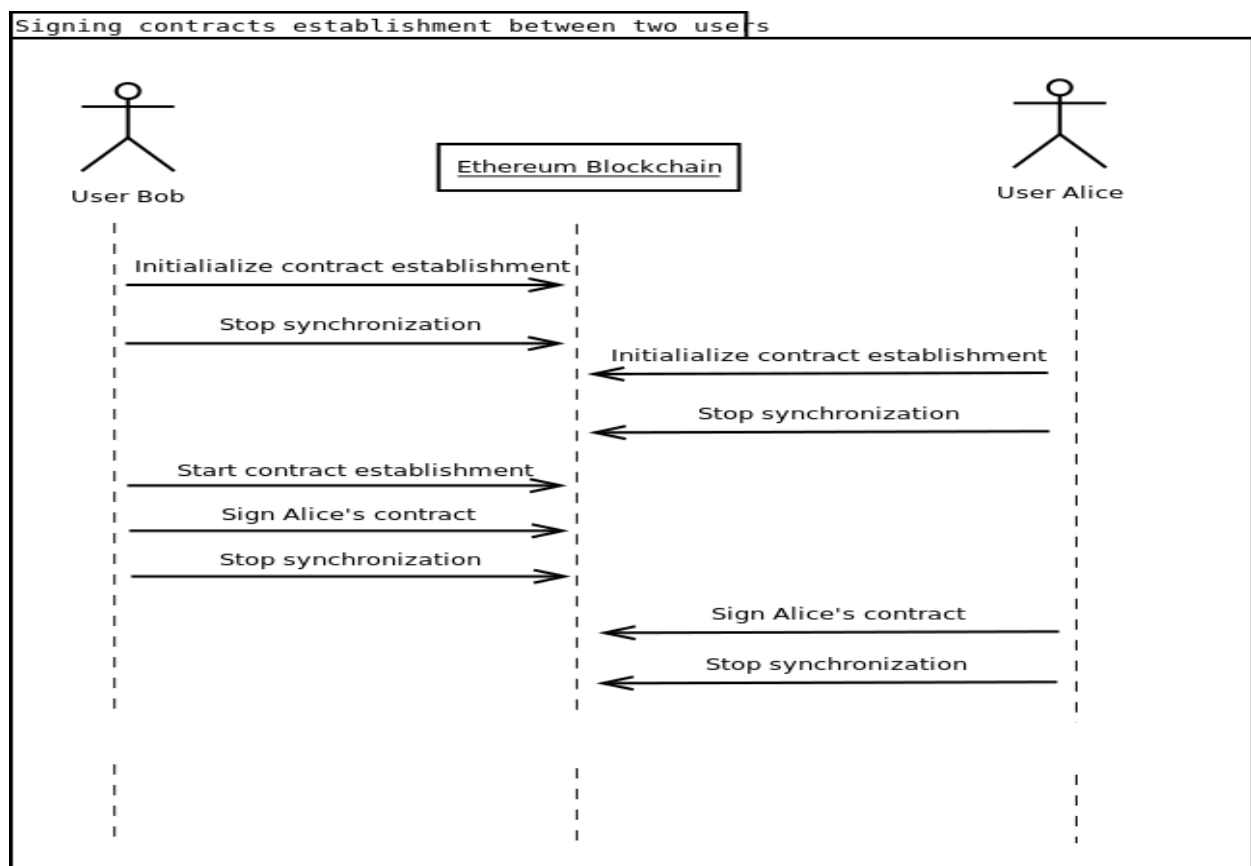 Signing contracts establishment between two users
User Bob
Ethereum Blockchain
User Alice
Initialialize contract establishment
Stop synchronization
Initialialize contract establishment
Stop synchronization
Start contract establishment
Sign Alice's contract
Stop synchronization
Sign Alice's contract
Stop synchronization